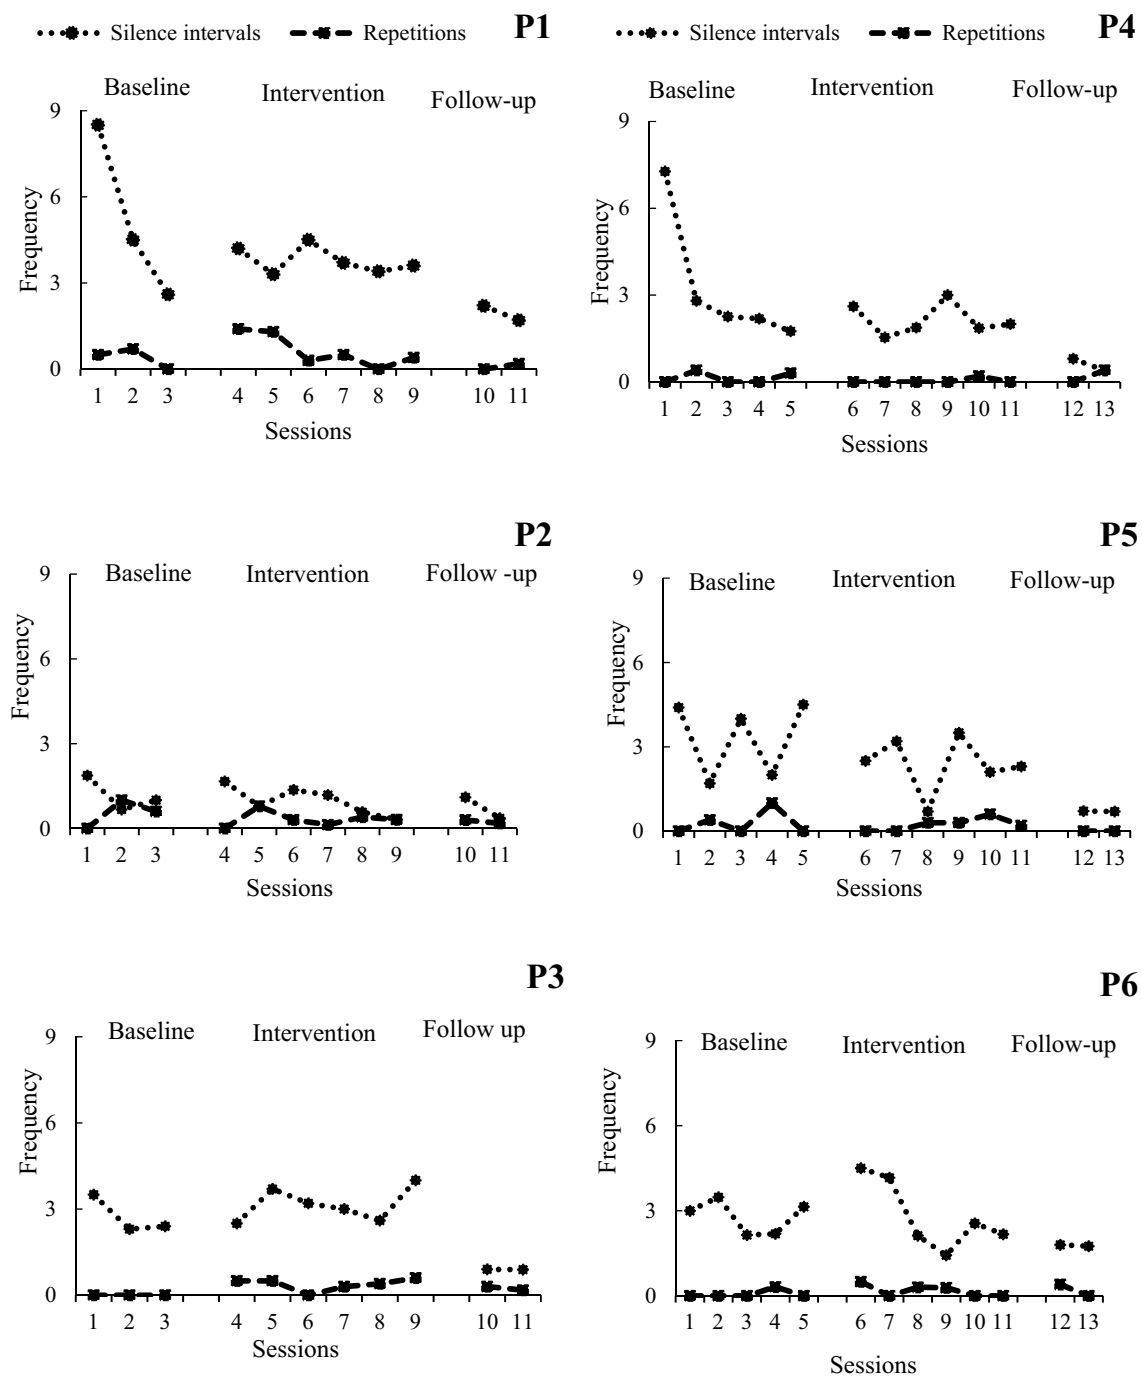 Silence intervals Repetitions P1
Baseline Intervention Follow-up
9
6
3
0
Frequency
1 2 3 4 5 6 7 8 9 10 11
Sessions
Silence intervals Repetitions P4
Baseline Intervention Follow-up
9
6
3
0
Frequency
1 2 3 4 5 6 7 8 9 10 11 12 13
Sessions
P2
Baseline Intervention Follow -up
9
6
3
0
Frequency
1 2 3 4 5 6 7 8 9 10 11
Sessions
P5
Baseline Intervention Follow-up
9
6
3
0
Frequency
1 2 3 4 5 6 7 8 9 10 11 12 13
Sessions
P3
Baseline Intervention Follow up
9
6
3
0
Frequency
1 2 3 4 5 6 7 8 9 10 11
Sessions
P6
Baseline Intervention Follow-up
9
6
3
0
Frequency
1 2 3 4 5 6 7 8 9 10 11 12 13
Sessions